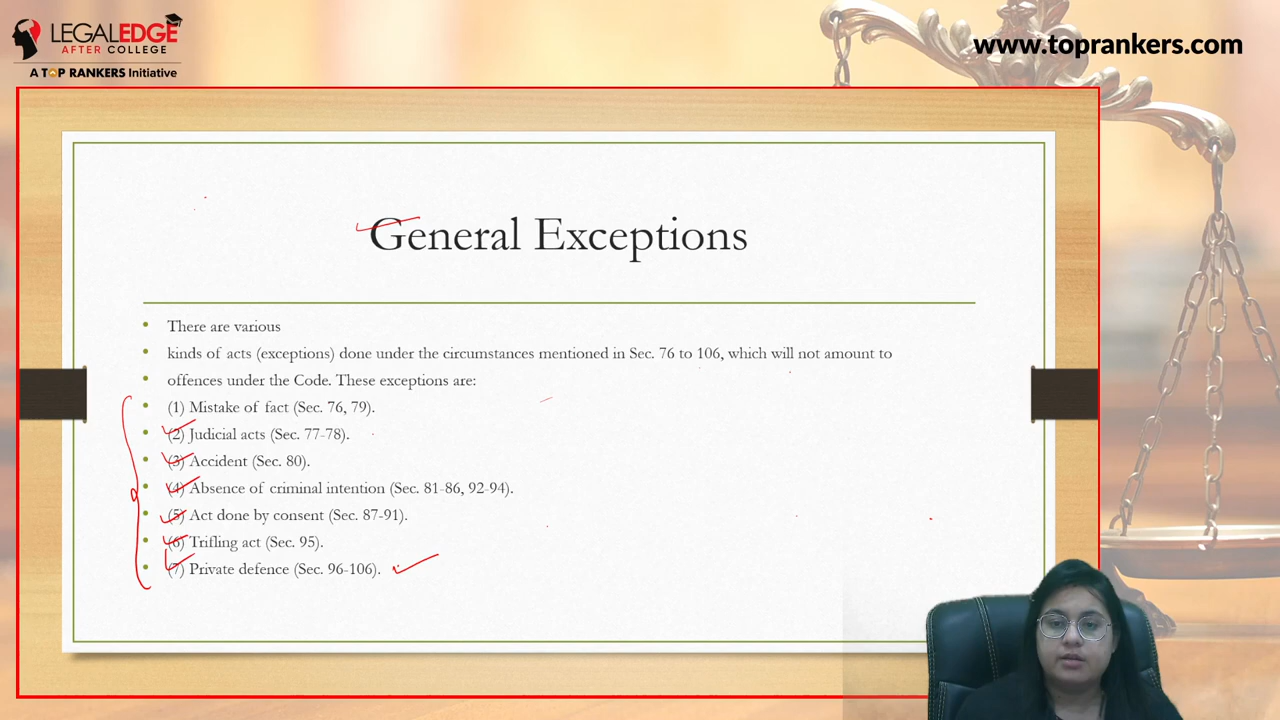 LEGALEDGE
AFTER COLLEGE
A TOP RANKERS Initiative
www.toprankers.com
General Exceptions
There are various
kinds of acts (exceptions) done under the circumstances mentioned in Sec. 76 to 106, which will not amount to
offences under the Code. These exceptions are:
(1) Mistake of fact (Sec. 76, 79).
(2) Judicial acts (Sec. 77-78).
(3) Accident (Sec. 80).
(4) Absence of criminal intention (Sec. 81-86, 92-94).
(5) Act done by consent (Sec. 87-91).
(6) Trifling act (Sec. 95).
(7) Private defence (Sec. 96-106).